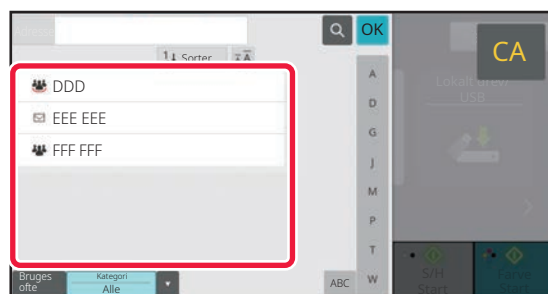 Adresse
OK
CA
1↓ Sorter
DDD
EEE EEE
FFF FFF
A
D
G
J
M
P
T
W
Lokalt drev/
USB
Bruges
ofte
Kategori
Alle
ABC
S/H
Start
Farve
Start